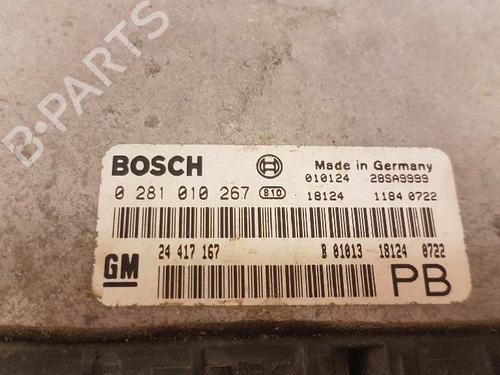 B-PARTS
BOSCH Made in Germany
010124 28SA9999
0 281 010 267 810 18124 1184 0722
24 417 167 B 01013 18124 0722
GM PB